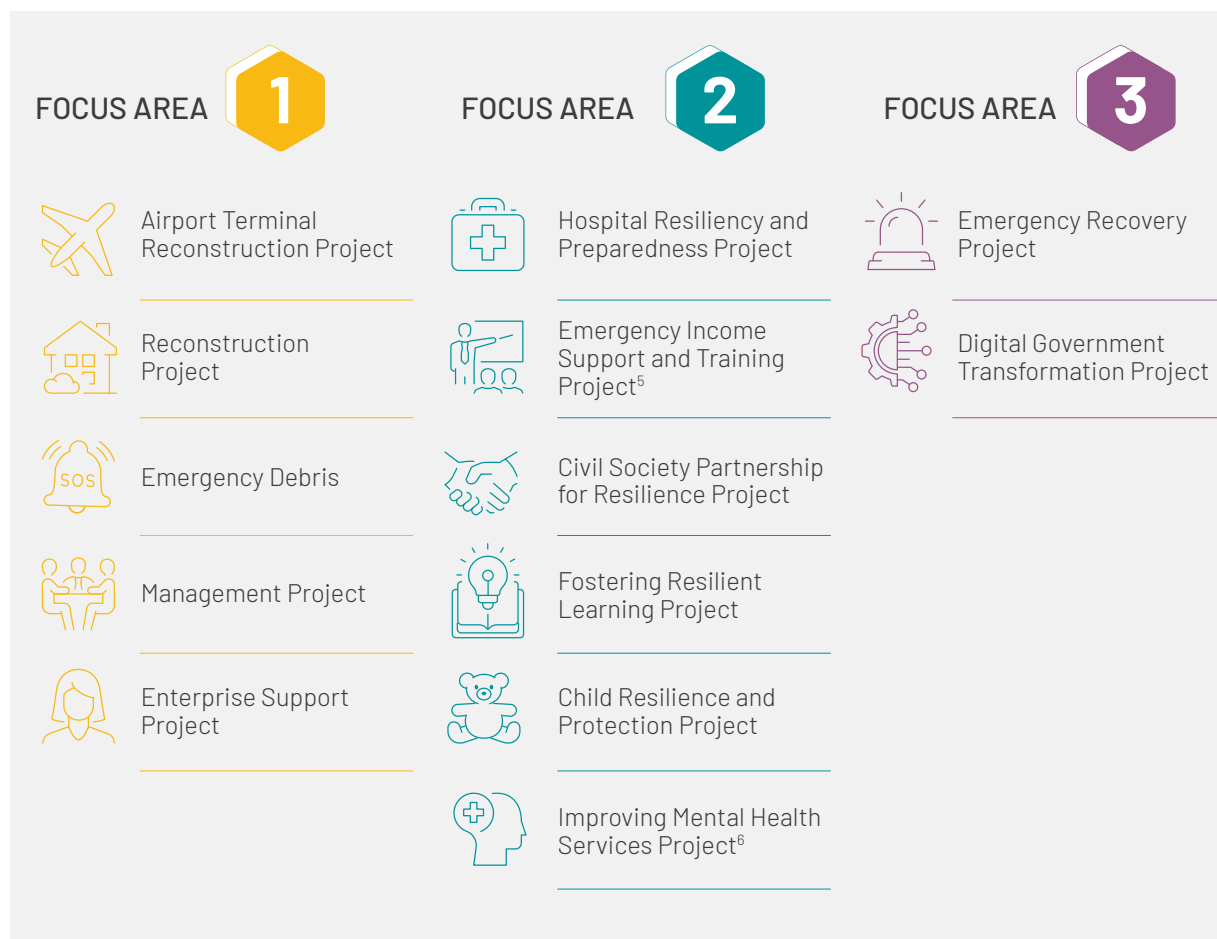 FOCUS AREA 1
Airport Terminal
Reconstruction Project
Reconstruction
Project
SOS
Emergency Debris
Management Project
Enterprise Support
Project
FOCUS AREA 2
Hospital Resiliency and
Preparedness Project
Emergency Income
Support and Training
Project⁵
Civil Society Partnership
for Resilience Project
Fostering Resilient
Learning Project
Child Resilience and
Protection Project
Improving Mental Health
Services Project⁶
FOCUS AREA 3
Emergency Recovery
Project
Digital Government
Transformation Project